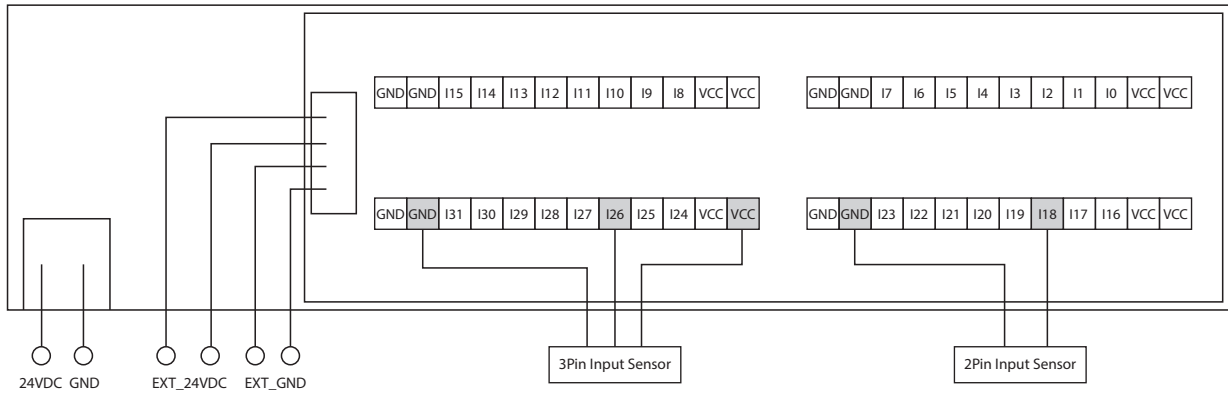 GND GND I15 I14 I13 I12 I11 I10 I9 I8 VCC VCC
GND GND I7 I6 I5 I4 I3 I2 I1 I0 VCC VCC
GND GND I31 I30 I29 I28 I27 I26 I25 I24 VCC VCC
GND GND I23 I22 I21 I20 I19 I18 I17 I16 VCC VCC
3Pin Input Sensor
2Pin Input Sensor
24VDC GND EXT_24VDC EXT_GND